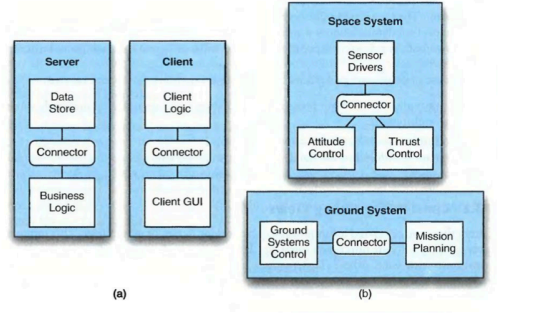 Server
Data
Store
Connector
Business
Logic
Client
Client
Logic
Connector
Client GUI
(a)
Space System
Sensor
Drivers
Connector
Attitude
Control
Thrust
Control
Ground System
Ground
Systems
Control
Connector
Mission
Planning
(b)